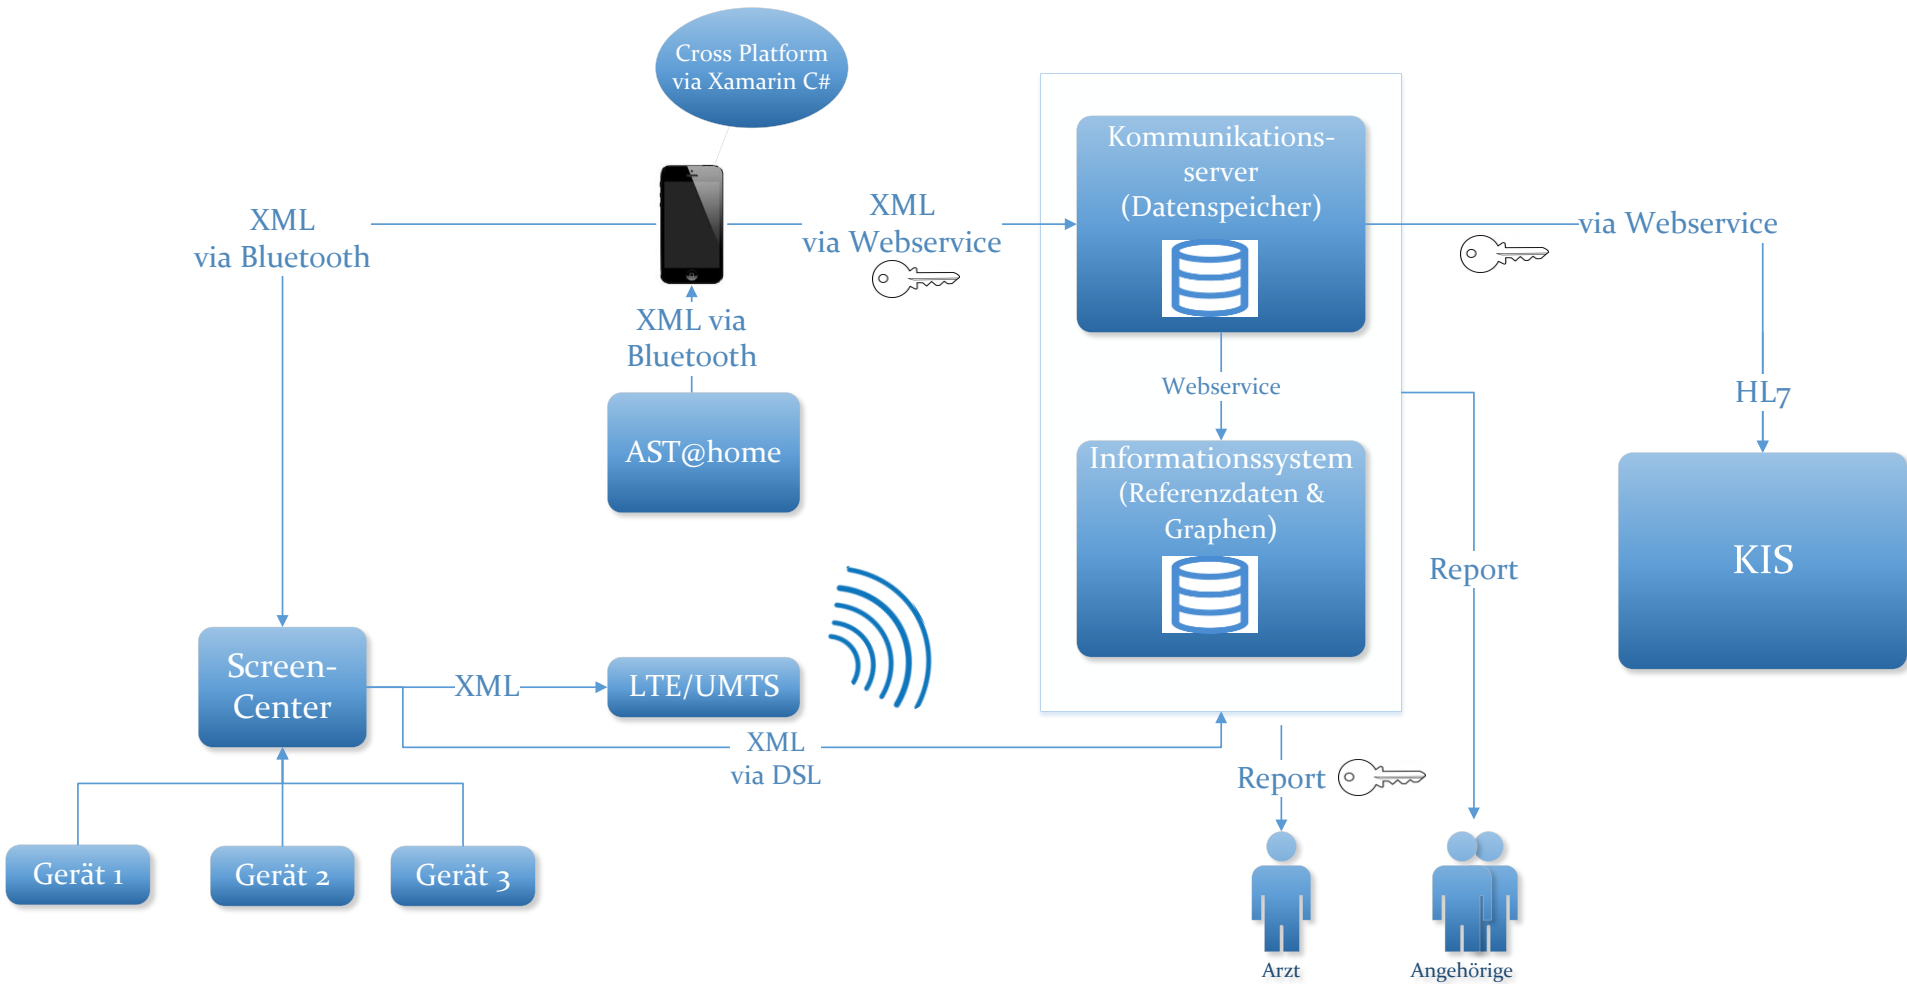 Cross Platform
via Xamarin C#
XML
via Bluetooth
XML
via Webservice
Kommunikations-
server
(Datenspeicher)
via Webservice
XML via
Bluetooth
Webservice
HL7
AST@home
Informationssystem
(Referenzdaten &
Graphen)
KIS
Report
Screen-
Center
XML
LTE/UMTS
XML
via DSL
Report
Gerät 1
Gerät 2
Gerät 3
Arzt
Angehörige